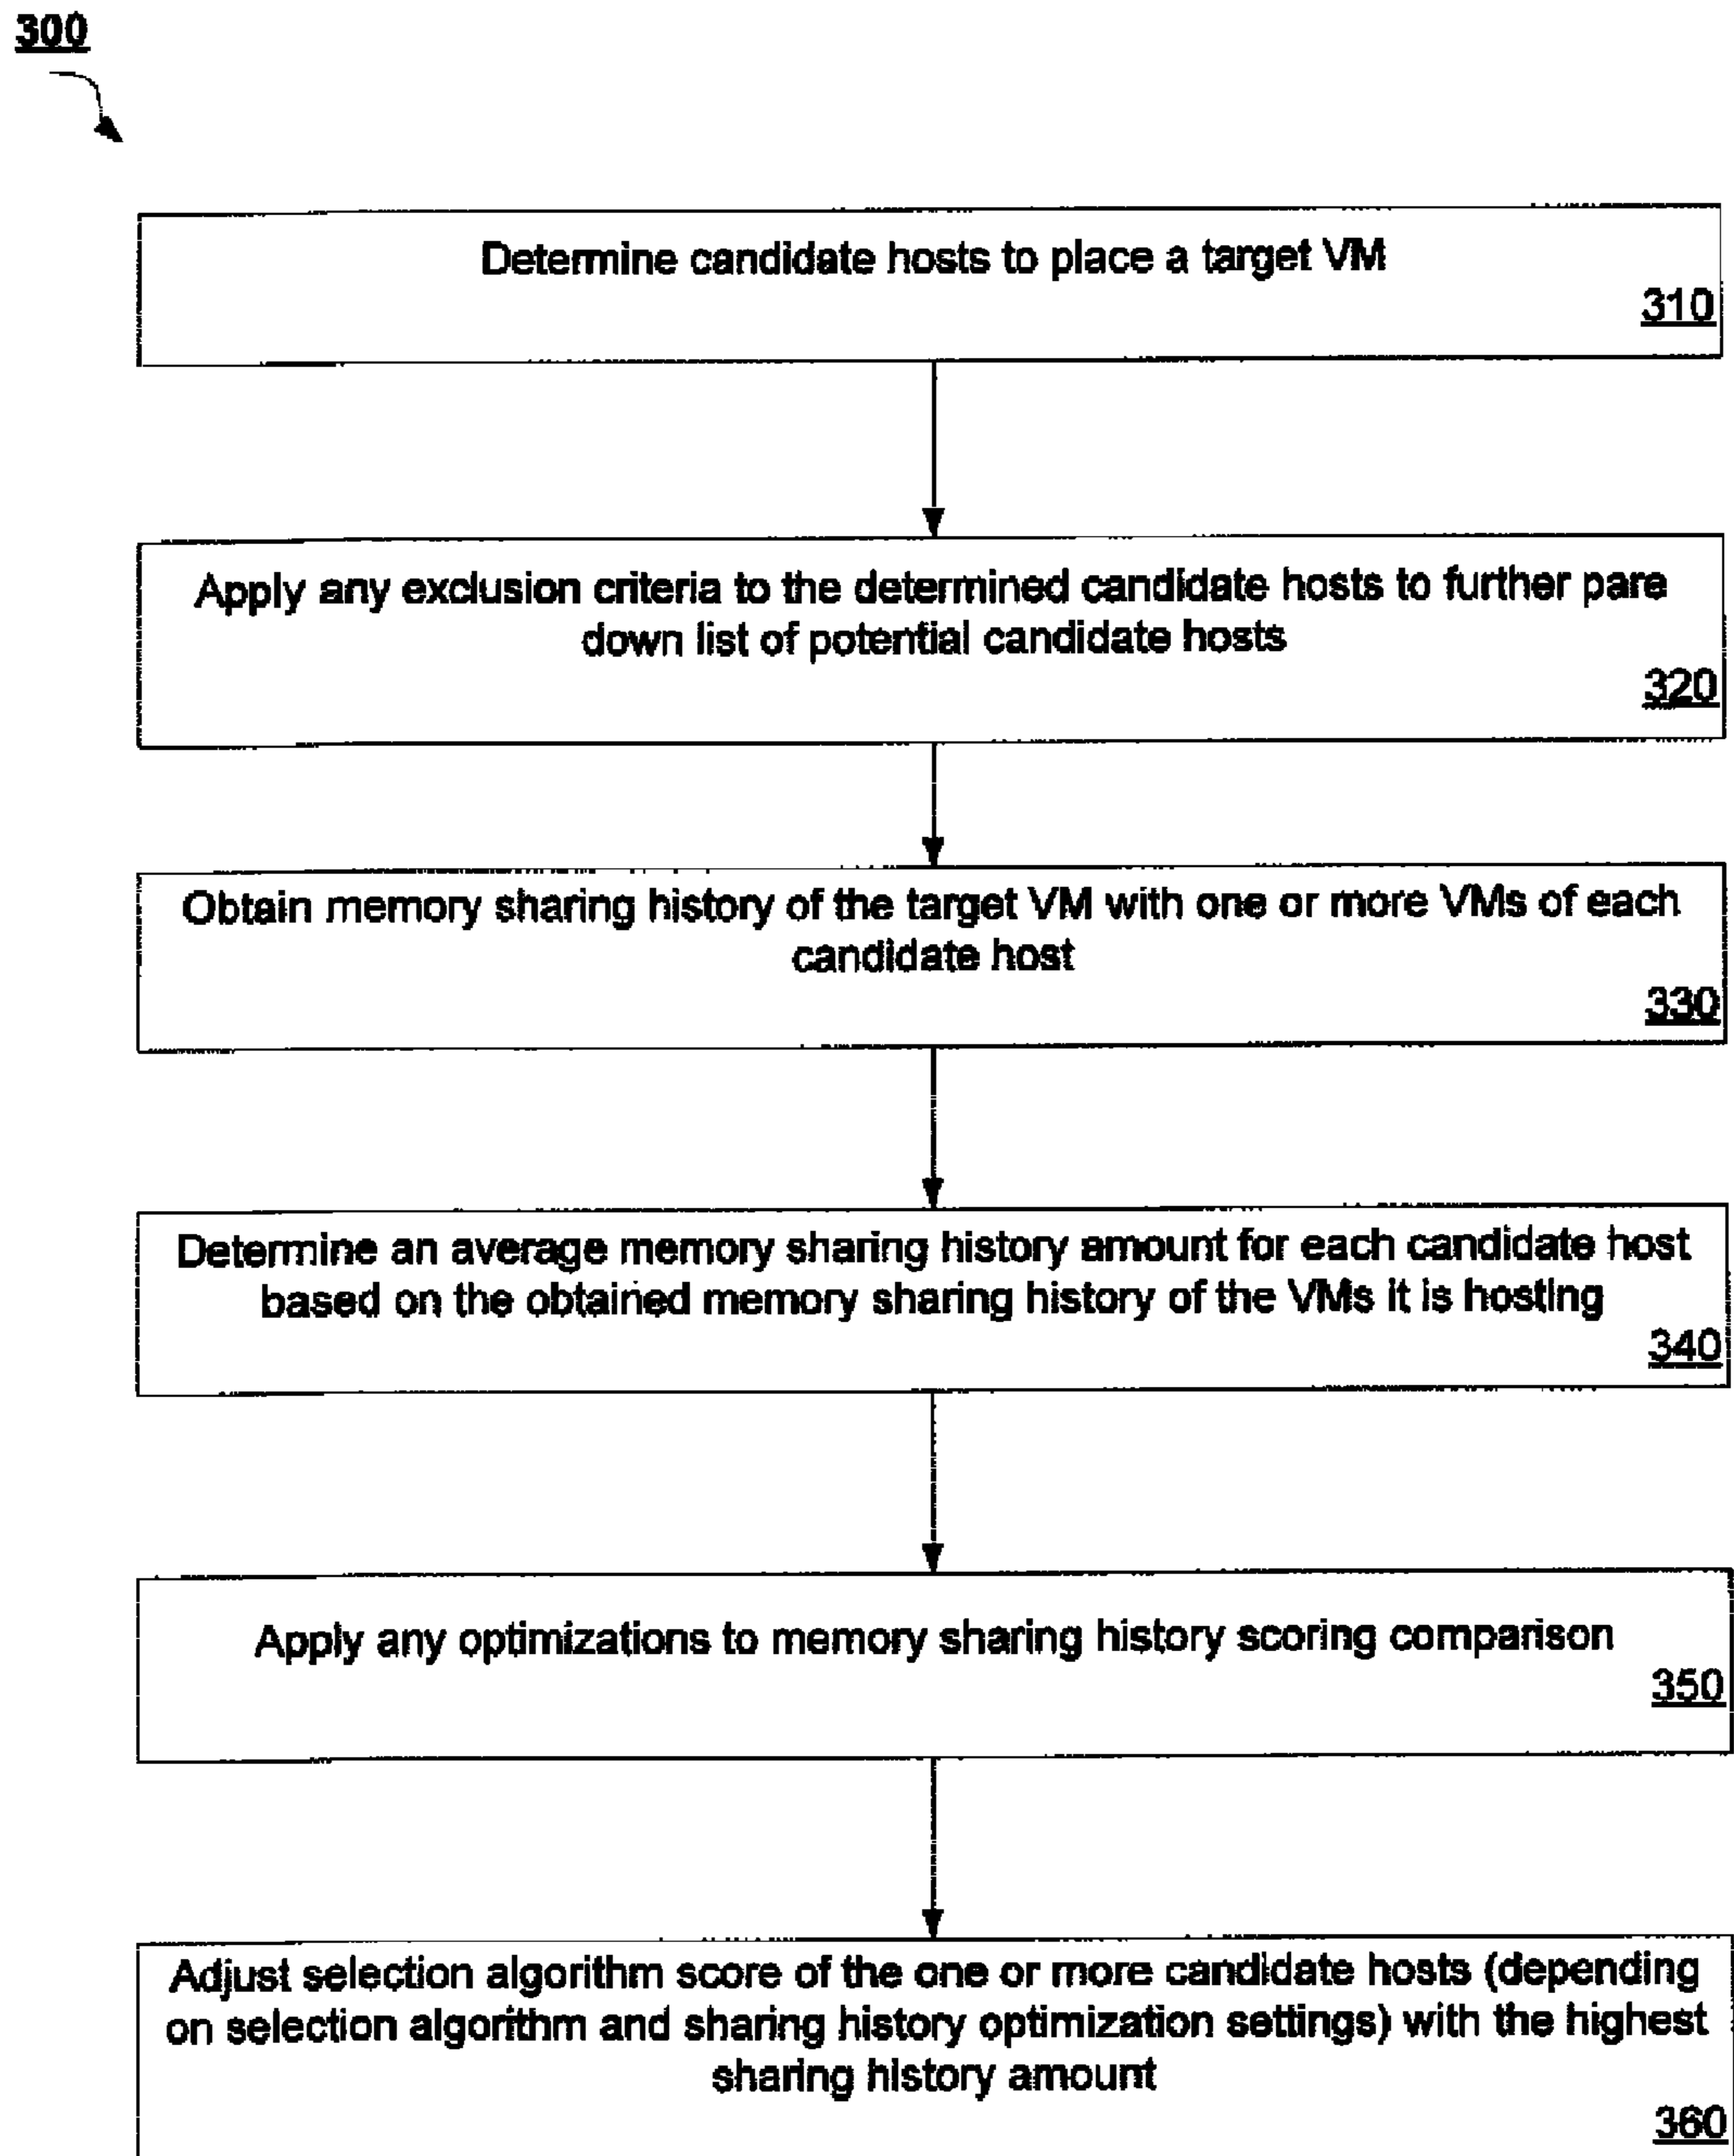 300
Determine candidate hosts to place a target VM
310
Apply any exclusion criteria to the determined candidate hosts to further pare
down list of potential candidate hosts
320
Obtain memory sharing history of the target VM with one or more VMs of each
candidate host
330
Determine an average memory sharing history amount for each candidate host
based on the obtained memory sharing history of the VMs it is hosting
340
Apply any optimizations to memory sharing history scoring comparison
350
Adjust selection algorithm score of the one or more candidate hosts (depending
on selection algorithm and sharing history optimization settings) with the highest
sharing history amount
360